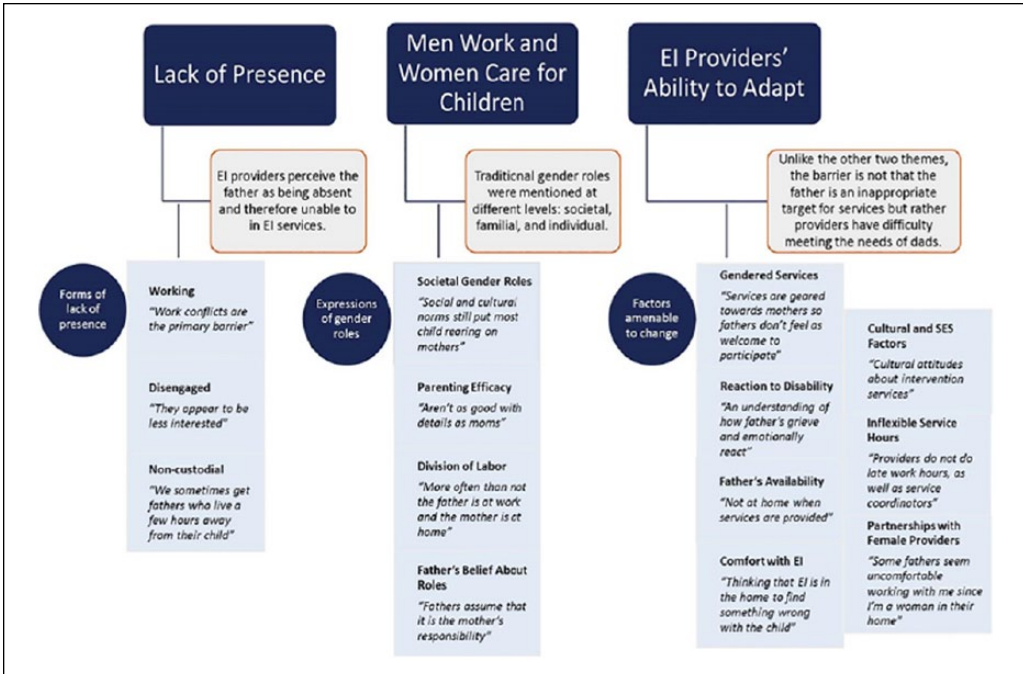 Lack of Presence
EI providers perceive the
father as being absent
and therefore unable to
in EI services.
Forms of
lack of
presence
Working
"Work conflicts are
the primary barrier"
Disengaged
"They appear to be
less interested"
Non-custodial
"We sometimes get
fathers who live a
few hours away
from their child"
Men Work and
Women Care for
Children
Traditional gender roles
were mentioned at
different levels: societal,
familial, and individual.
Expressions
of gender
roles
Societal Gender Roles
"Social and cultural
norms still put most
child rearing on
mothers"
Parenting Efficacy
"Aren't as good with
details as moms"
Division of Labor
"More often than
not the father is at
work and the
mother is at
home"
Father's Belief About
Roles
"Fathers assume that
it is the mother's
responsibility"
EI Providers'
Ability to Adapt
Unlike the other two themes,
the barrier is not that the
father is an inappropriate
target for services but rather
providers have difficulty
meeting the needs of dads.
Factors
amenable
to change
Gendered Services
"Services are geared
towards mothers so
fathers don't feel as
welcome to
participate"
Reaction to Disability
"An understanding of
how father's grieve
and emotionally
react"
Father's Availability
"Not at home when
services are provided"
Comfort with EI
"Thinking that EI is in
the home to find
something wrong
with the child"
Cultural and SES
Factors
"Cultural attitudes
about intervention
services"
Inflexible Service
Hours
"Providers do not do
late work hours, as
well as service
coordinators"
Partnerships with
Female Providers
"Some fathers seem
uncomfortable
working with me since
I'm a woman in their
home"